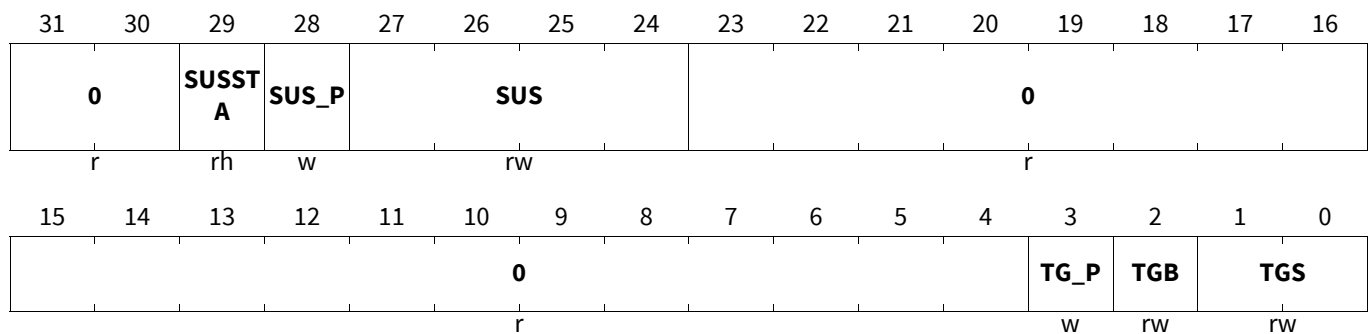 31 30 29 28 27 26 25 24 23 22 21 20 19 18 17 16
0 SUSST A SUS_P SUS 0
r rh w rw r
15 14 13 12 11 10 9 8 7 6 5 4 3 2 1 0
0 TG_P TGB TGS
r w rw rw